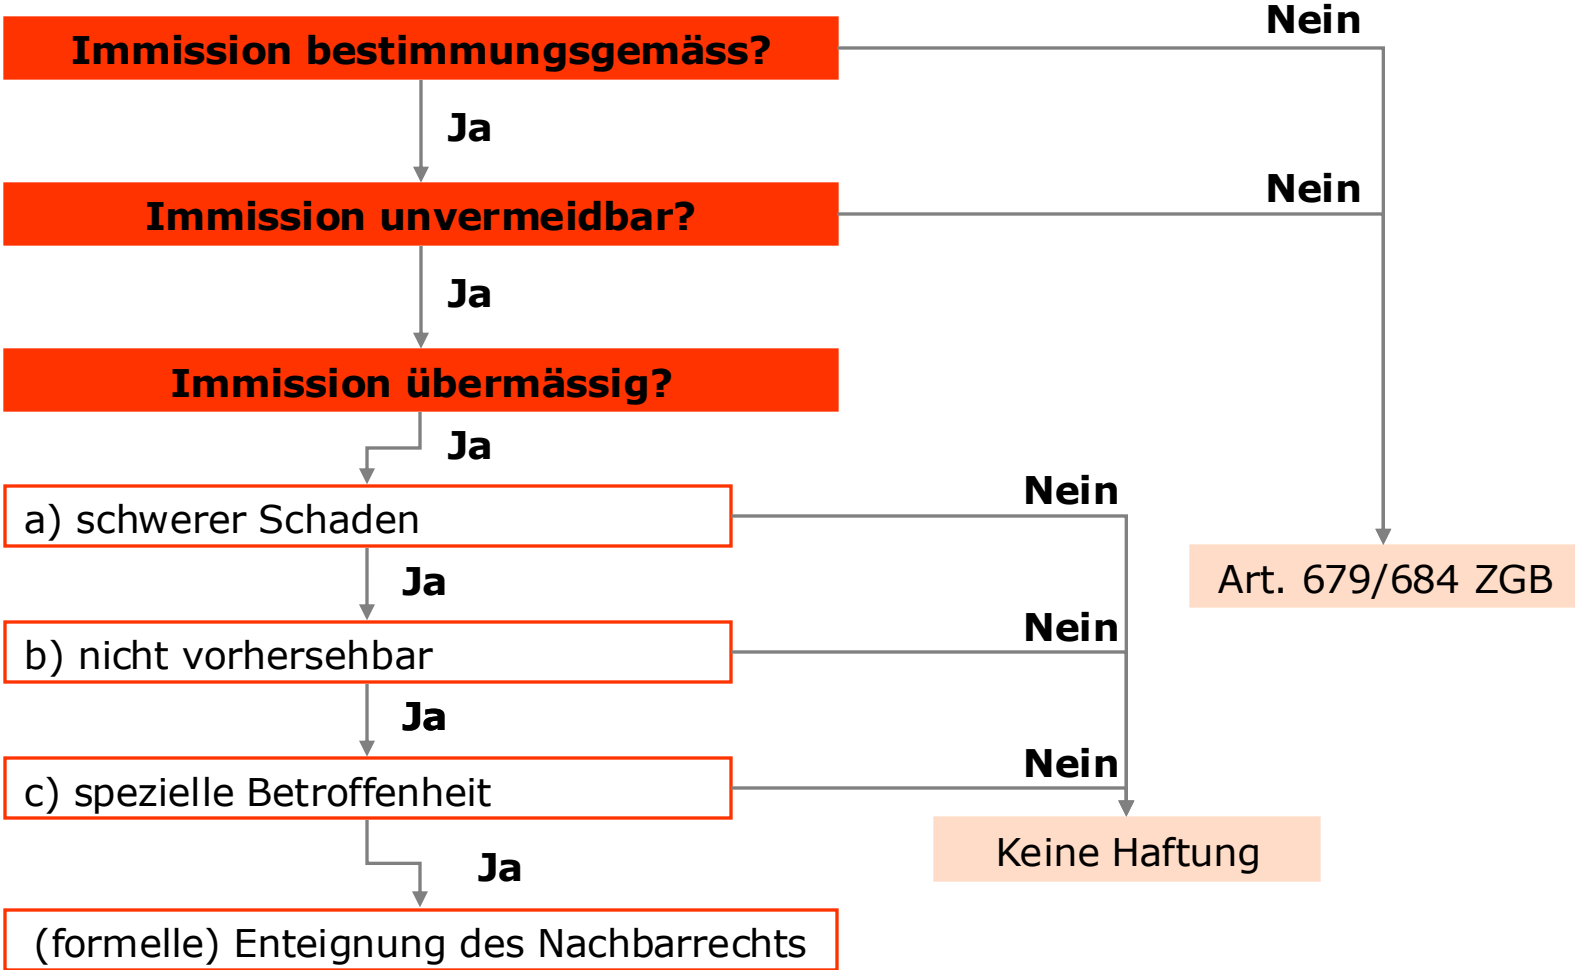 Nein
Immission bestimmungsgemäss?
Ja
Nein
Immission unvermeidbar?
Ja
Immission übermässig?
Ja
Nein
a) schwerer Schaden
Art. 679/684 ZGB
Ja
Nein
b) nicht vorhersehbar
Ja
Nein
c) spezielle Betroffenheit
Keine Haftung
Ja
(formelle) Enteignung des Nachbarrechts